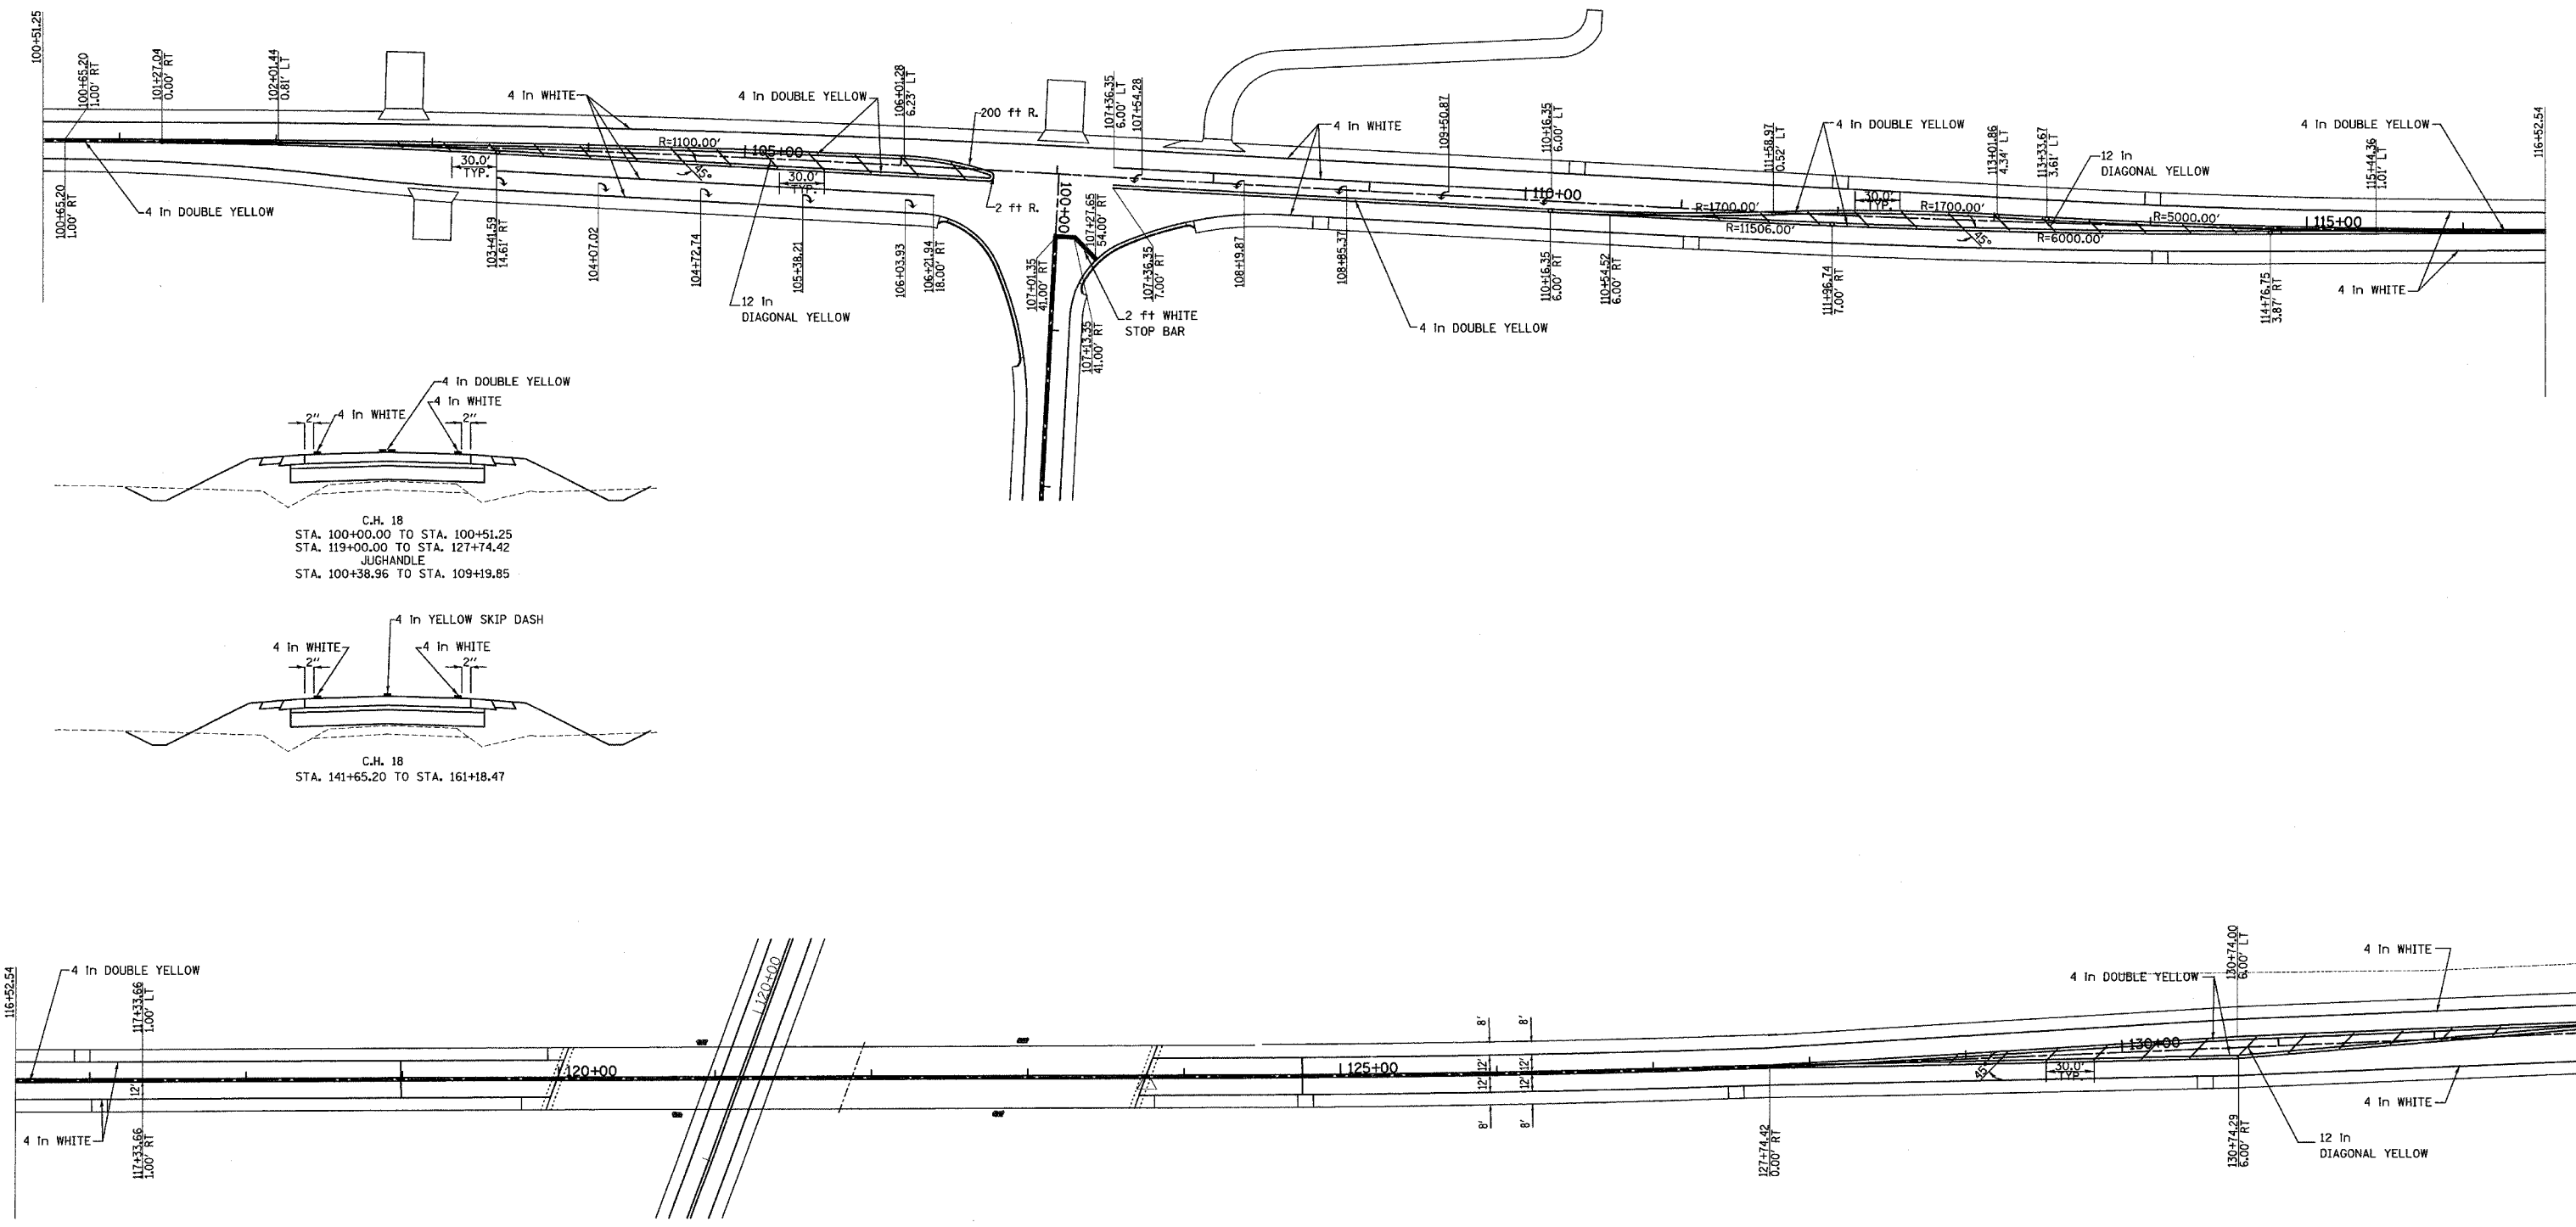 100+51.25
100+65.20
1.00' RT
101+27.04
0.00' RT
102+01.44
0.81' LT
4 In WHITE
4 In DOUBLE YELLOW
106+01.28
6.23' LT
200 ft R.
107+36.35
6.00' LT
107+54.28
4 In WHITE
109+50.87
110+16.35
6.00' LT
111+58.97
0.52' LT
4 In DOUBLE YELLOW
113+01.86
4.34' LT
113+33.67
3.61' LT
12 In
DIAGONAL YELLOW
4 In DOUBLE YELLOW
115+44.36
1.01' LT
116+52.54
R=1100.00'
105+00
30.0'
TYP.
45°
30.0'
TYP.
2 ft R.
100+00
110+00
R=1700.00'
30.0'
TYP.
R=1700.00'
R=5000.00'
115+00
R=11506.00'
45°
R=6000.00'
4 In DOUBLE YELLOW
100+65.20
1.00' RT
103+41.59
14.61' RT
104+07.02
104+72.74
105+38.21
106+03.93
106+21.94
18.00' RT
12 In
DIAGONAL YELLOW
107+01.35
41.00' RT
107+27.65
54.00' RT
107+13.35
41.00' RT
2 ft WHITE
STOP BAR
107+36.35
7.00' RT
108+19.87
108+85.37
4 In DOUBLE YELLOW
110+16.35
6.00' RT
110+54.52
6.00' RT
111+96.74
7.00' RT
114+76.75
3.87' RT
4 In WHITE
4 In DOUBLE YELLOW
4 In WHITE
4 In WHITE
2"
2"
C.H. 18
STA. 100+00.00 TO STA. 100+51.25
STA. 119+00.00 TO STA. 127+74.42
JUGHANDLE
STA. 100+38.96 TO STA. 109+19.85
4 In YELLOW SKIP DASH
4 In WHITE
4 In WHITE
2"
2"
C.H. 18
STA. 141+65.20 TO STA. 161+18.47
116+52.54
4 In DOUBLE YELLOW
117+33.66
1.00' LT
12'
4 In WHITE
117+33.66
1.00' RT
120+00
120+00
125+00
8'
8'
12'
12'
12'
12'
8'
8'
127+74.42
0.00' RT
45°
30.0'
TYP.
130+00
4 In DOUBLE YELLOW
130+74.00
6.00' LT
4 In WHITE
130+74.29
6.00' RT
4 In WHITE
12 In
DIAGONAL YELLOW